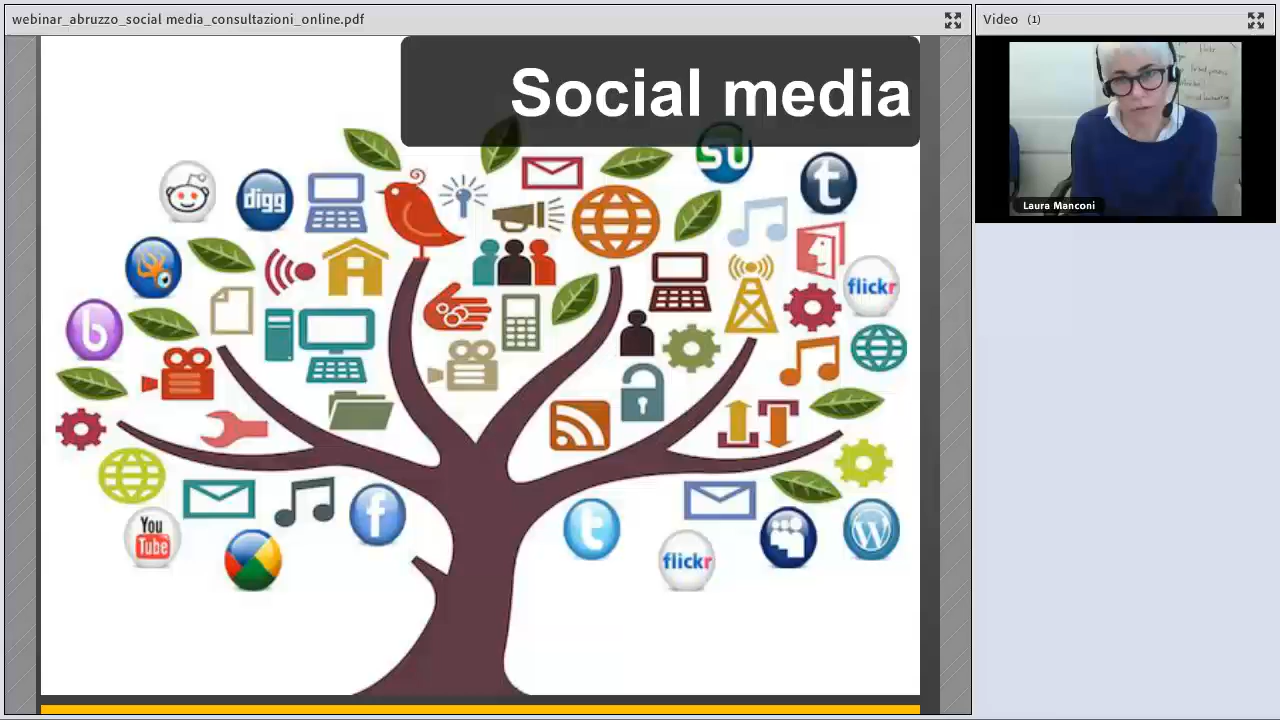 webinar_abruzzo_social media_consultazioni_online.pdf
Video (1)
Social media
Laura Manconi
SU
digg
t
flickr
b
You
Tube
f
t
flickr
W